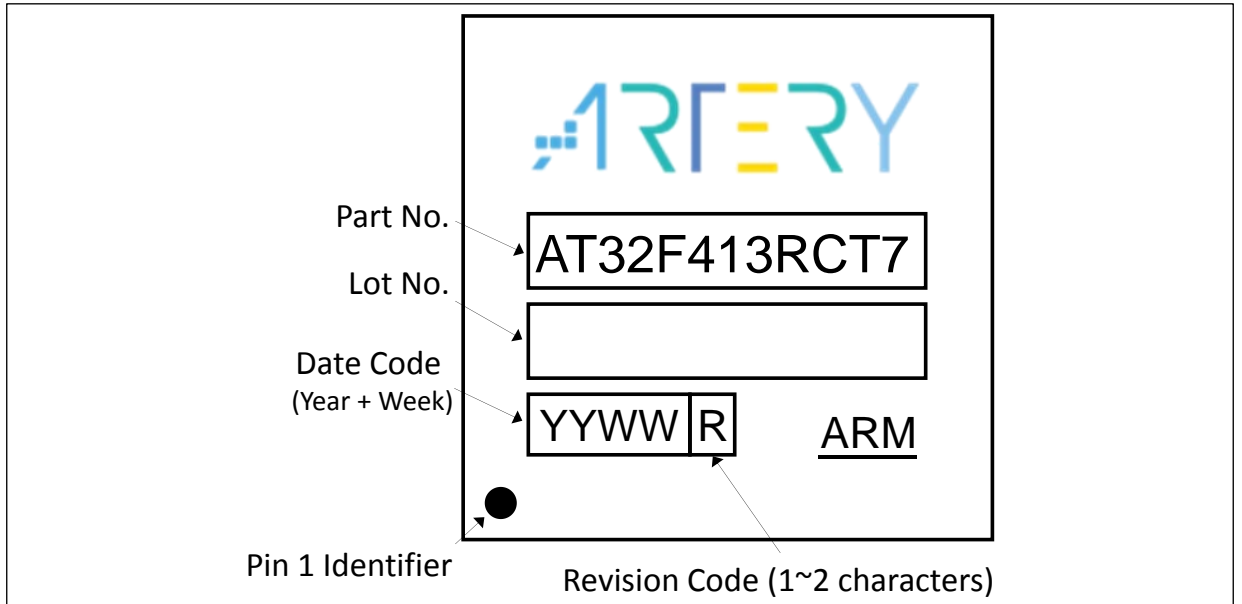 ARTERY
Part No.
AT32F413RCT7
Lot No.
Date Code
(Year + Week)
YYWW R
ARM
Pin 1 Identifier
Revision Code (1~2 characters)